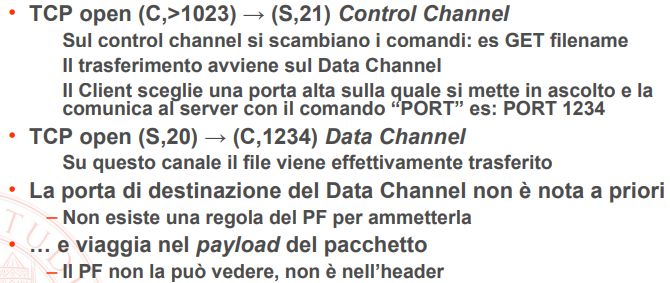 • TCP open (C,>1023) → (S,21) Control Channel
Sul control channel si scambiano i comandi: es GET filename
Il trasferimento avviene sul Data Channel
Il Client sceglie una porta alta sulla quale si mette in ascolto e la
comunica al server con il comando “PORT” es: PORT 1234
• TCP open (S,20) → (C,1234) Data Channel
Su questo canale il file viene effettivamente trasferito
• La porta di destinazione del Data Channel non è nota a priori
– Non esiste una regola del PF per ammetterla
• … e viaggia nel payload del pacchetto
– Il PF non la può vedere, non è nell’header